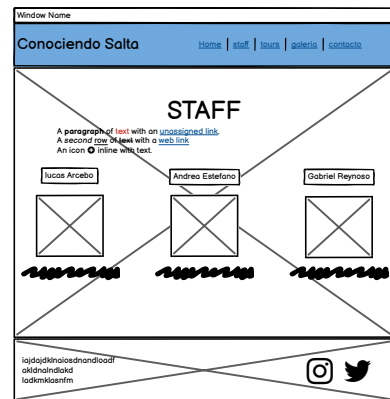 Window Name
Conociendo Salta
Home | staff | tours | galeria | contacto
STAFF
A paragraph of text with an unassigned link.
A second row of text with a web link
An icon inline with text.
lucas Arcebo
Andrea Estefano
Gabriel Reynoso
iajdajdklnaiosdnandloadf
akldnalndlakd
ladkmklasnfm